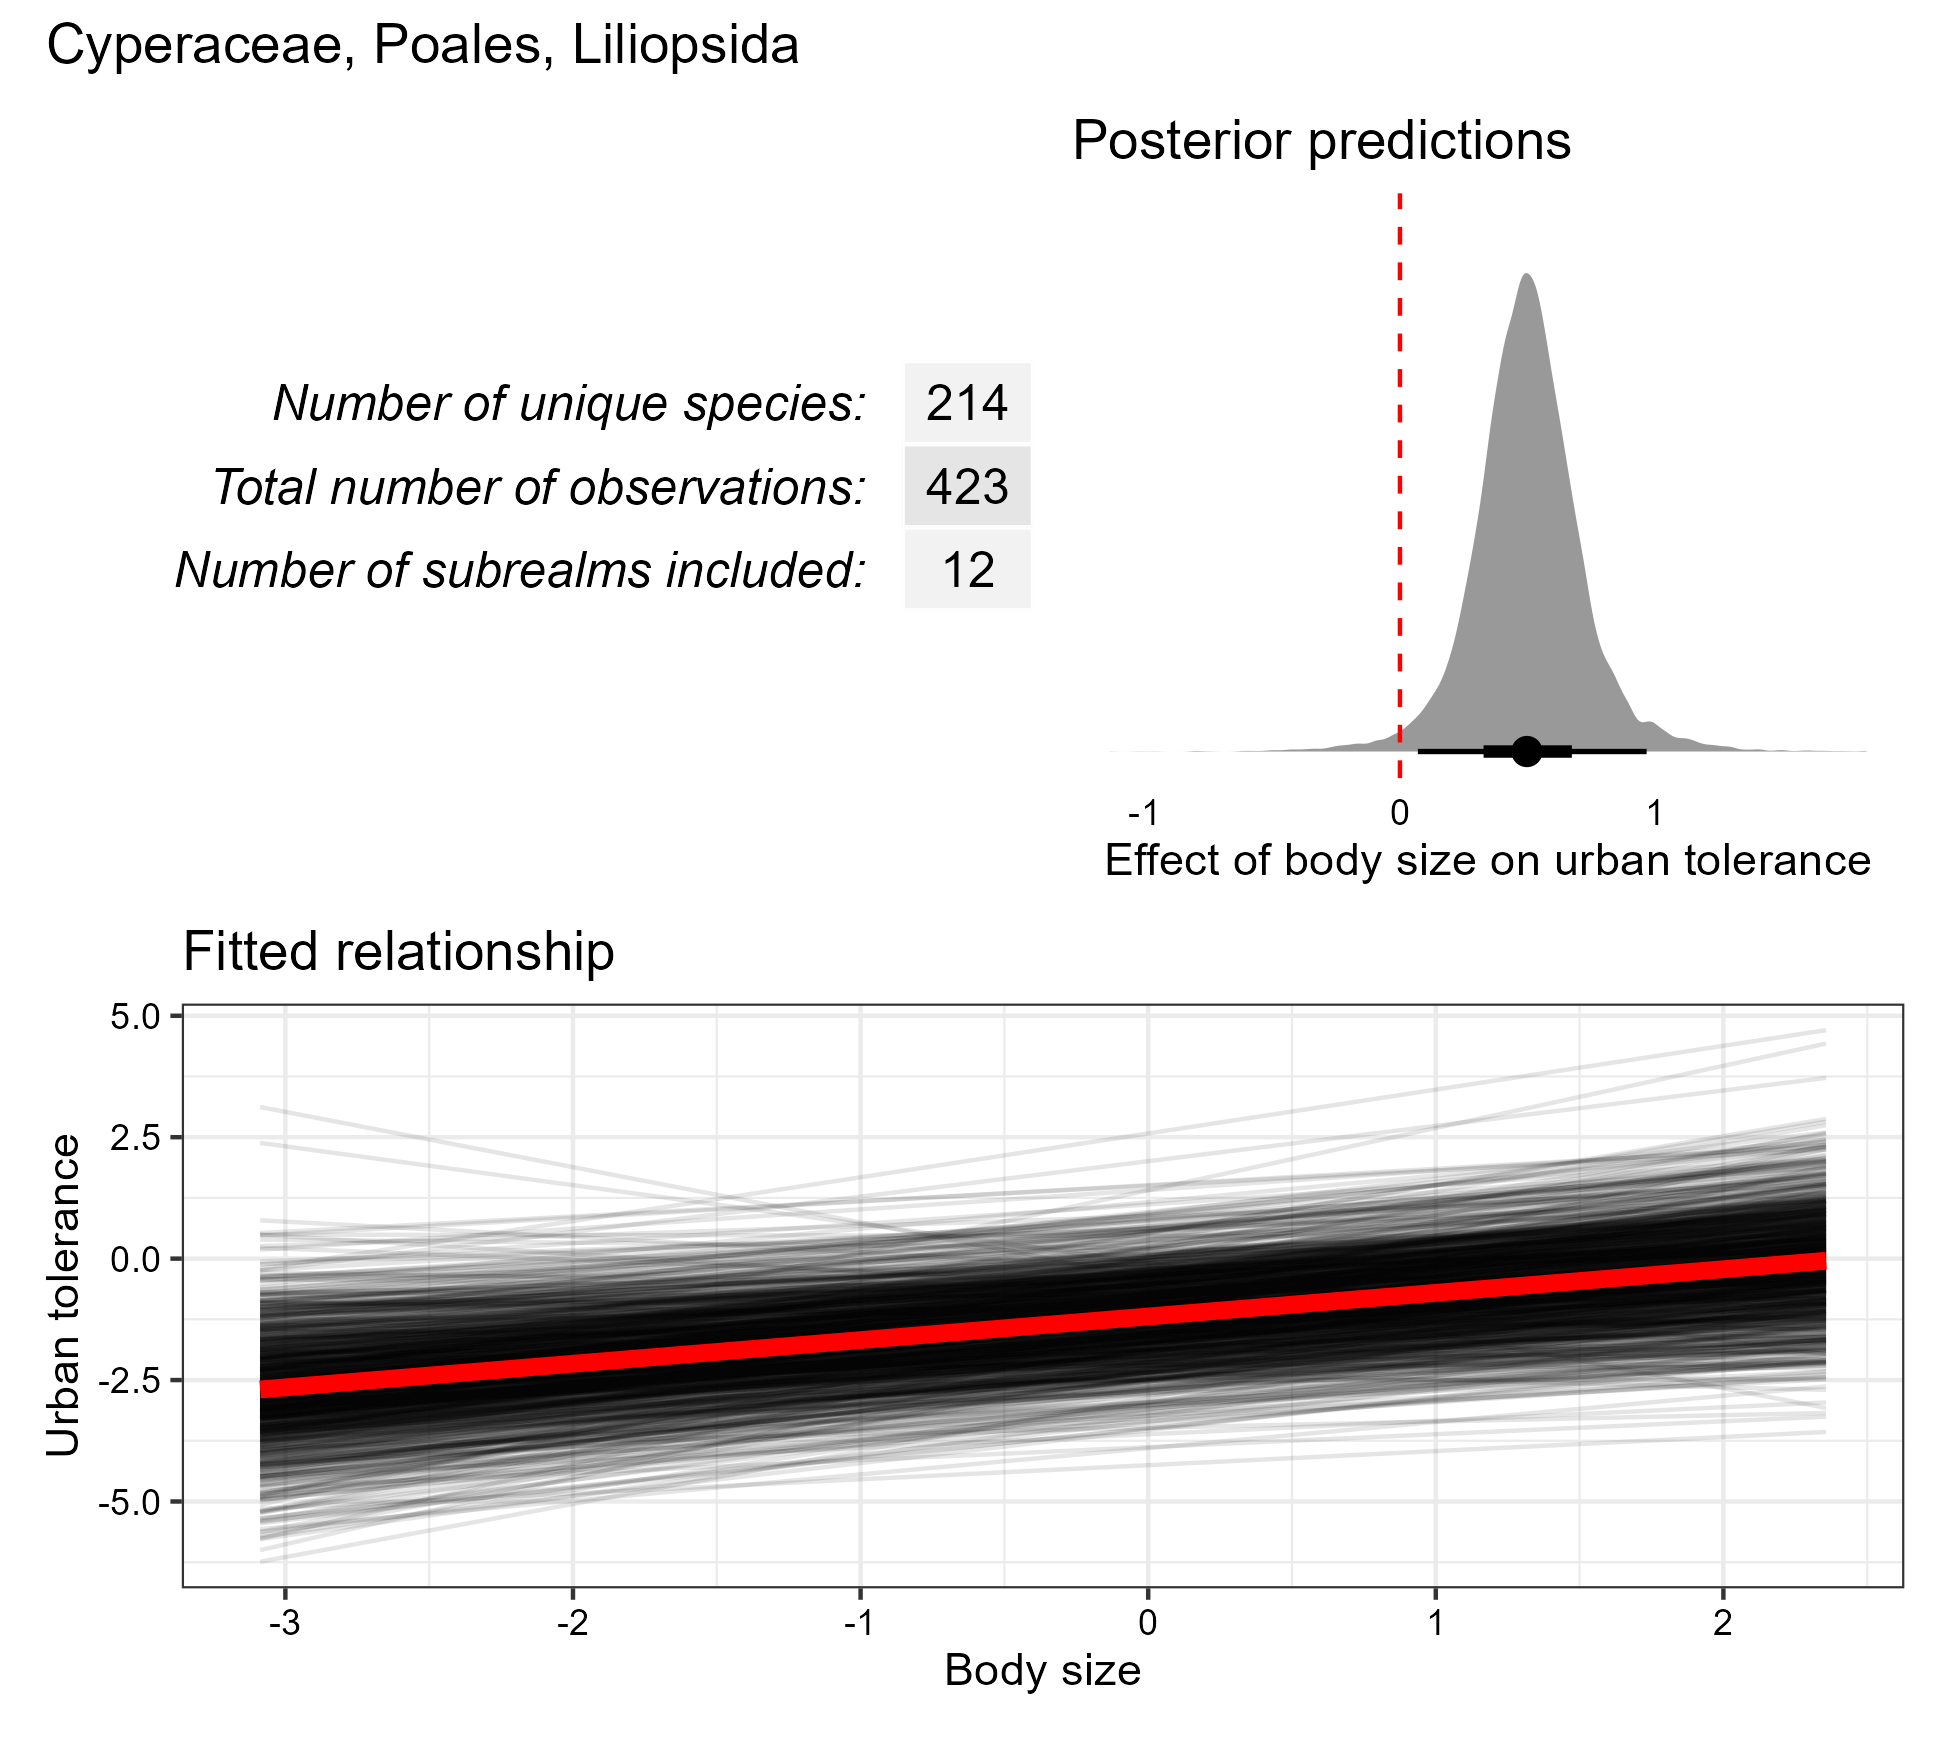 Cyperaceae, Poales, Liliopsida
Posterior predictions
Number of unique species: 214
Total number of observations: 423
Number of subrealms included: 12
-1 0 1
Effect of body size on urban tolerance
Fitted relationship
Urban tolerance
5.0
2.5
0.0
-2.5
-5.0
-3 -2 -1 0 1 2
Body size